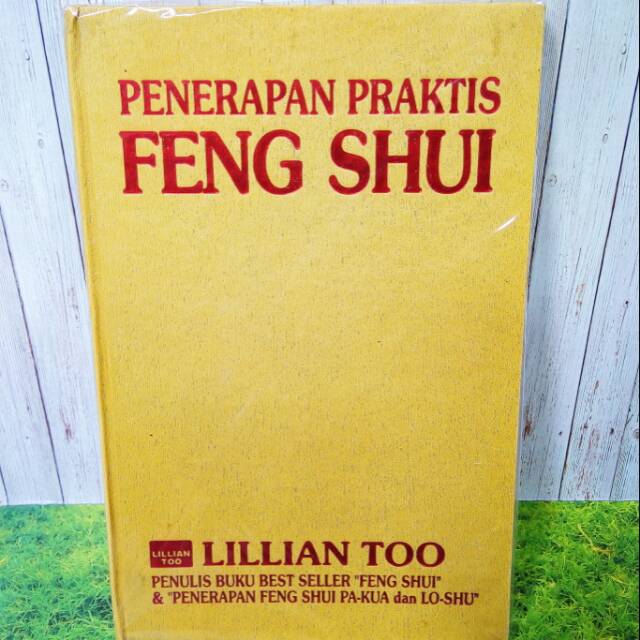 PENERAPAN PRAKTIS
FENG SHUI
LILLIAN
TOO
LILLIAN TOO
PENULIS BUKU BEST SELLER "FENG SHUI"
& "PENERAPAN FENG SHUI PA-KUA dan LO-SHU"